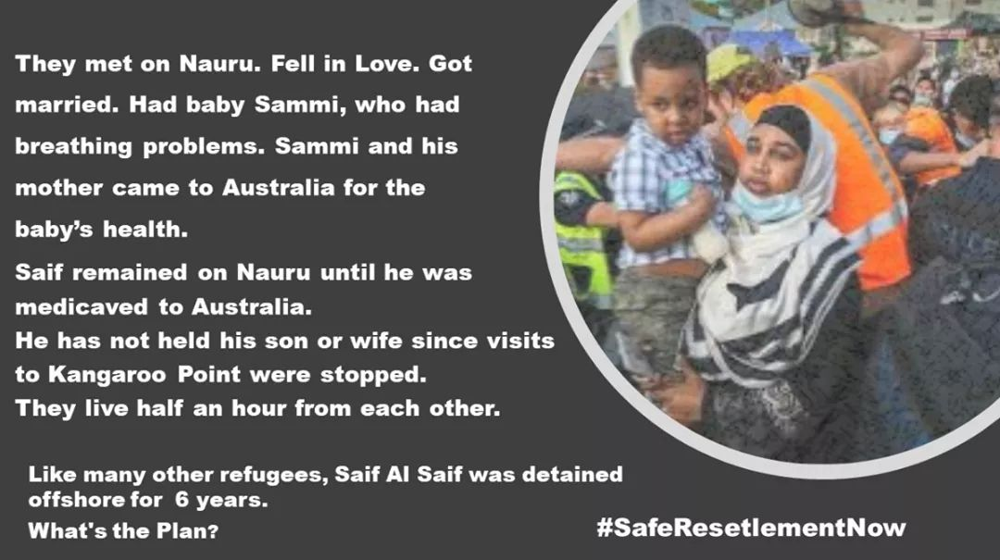 They met on Nauru. Fell in Love. Got
married. Had baby Sammi, who had
breathing problems. Sammi and his
mother came to Australia for the
baby’s health.
Saif remained on Nauru until he was
medicaved to Australia.
He has not held his son or wife since visits
to Kangaroo Point were stopped.
They live half an hour from each other.
Like many other refugees, Saif Al Saif was detained
offshore for 6 years.
What's the Plan?
#SafeResetlementNow